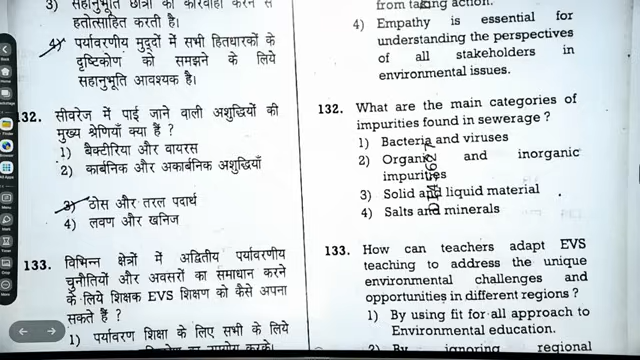 3) सहानुभूति छात्रों को कार्रवाई करने से
हतोत्साहित करती है।
4) पर्यावरणीय मुद्दों में सभी हितधारकों के
दृष्टिकोण को समझने के लिये
सहानुभूति आवश्यक है।
132. सीवरेज में पाई जाने वाली अशुद्धियों की
मुख्य श्रेणियाँ क्या हैं ?
1) बैक्टीरिया और वायरस
2) कार्बनिक और अकार्बनिक अशुद्धियाँ
3) ठोस और तरल पदार्थ
4) लवण और खनिज
133. विभिन्न क्षेत्रों में अद्वितीय पर्यावरणीय
चुनौतियों और अवसरों का समाधान करने
के लिये शिक्षक EVS शिक्षण को कैसे अपना
सकते हैं ?
1) पर्यावरण शिक्षा के लिए सभी के लिये
from taking action.
4) Empathy is essential for
understanding the perspectives
of all stakeholders in
environmental issues.
132. What are the main categories of
impurities found in sewerage ?
1) Bacteria and viruses
2) Organic and inorganic
impurities
3) Solid and liquid material
4) Salts and minerals
133. How can teachers adapt EVS
teaching to address the unique
environmental challenges and
opportunities in different regions ?
1) By using fit for all approach to
Environmental education.
2) By ignoring regional